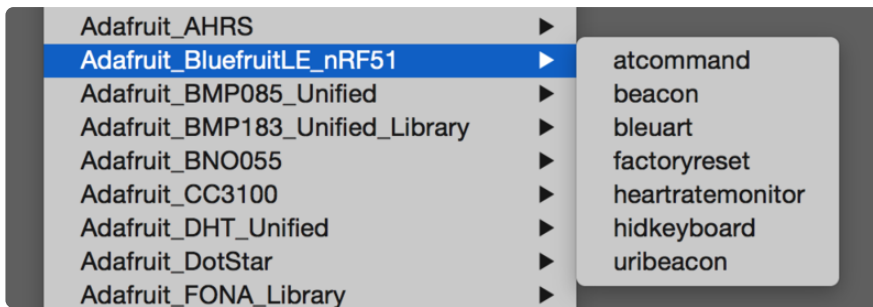 Adafruit_AHRS
Adafruit_BluefruitLE_nRF51
Adafruit_BMP085_Unified
Adafruit_BMP183_Unified_Library
Adafruit_BNO055
Adafruit_CC3100
Adafruit_DHT_Unified
Adafruit_DotStar
Adafruit_FONA_Library
atcommand
beacon
bleuart
factoryreset
heartratemonitor
hidkeyboard
uribeacon